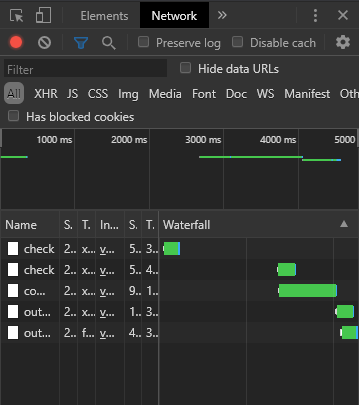 Elements Network »
Preserve log Disable cach
Filter Hide data URLs
All XHR JS CSS Img Media Font Doc WS Manifest Oth
Has blocked cookies
1000 ms 2000 ms 3000 ms 4000 ms 5000
Name S. T. In... S. T. Waterfall
check 2.. x... v... 5.. 3..
check 2.. x... v... 5.. 4..
co... 2.. x... v... 9.. 1..
out... 2.. x... v... 1.. 3..
out... 2.. f... v... 4.. 3..